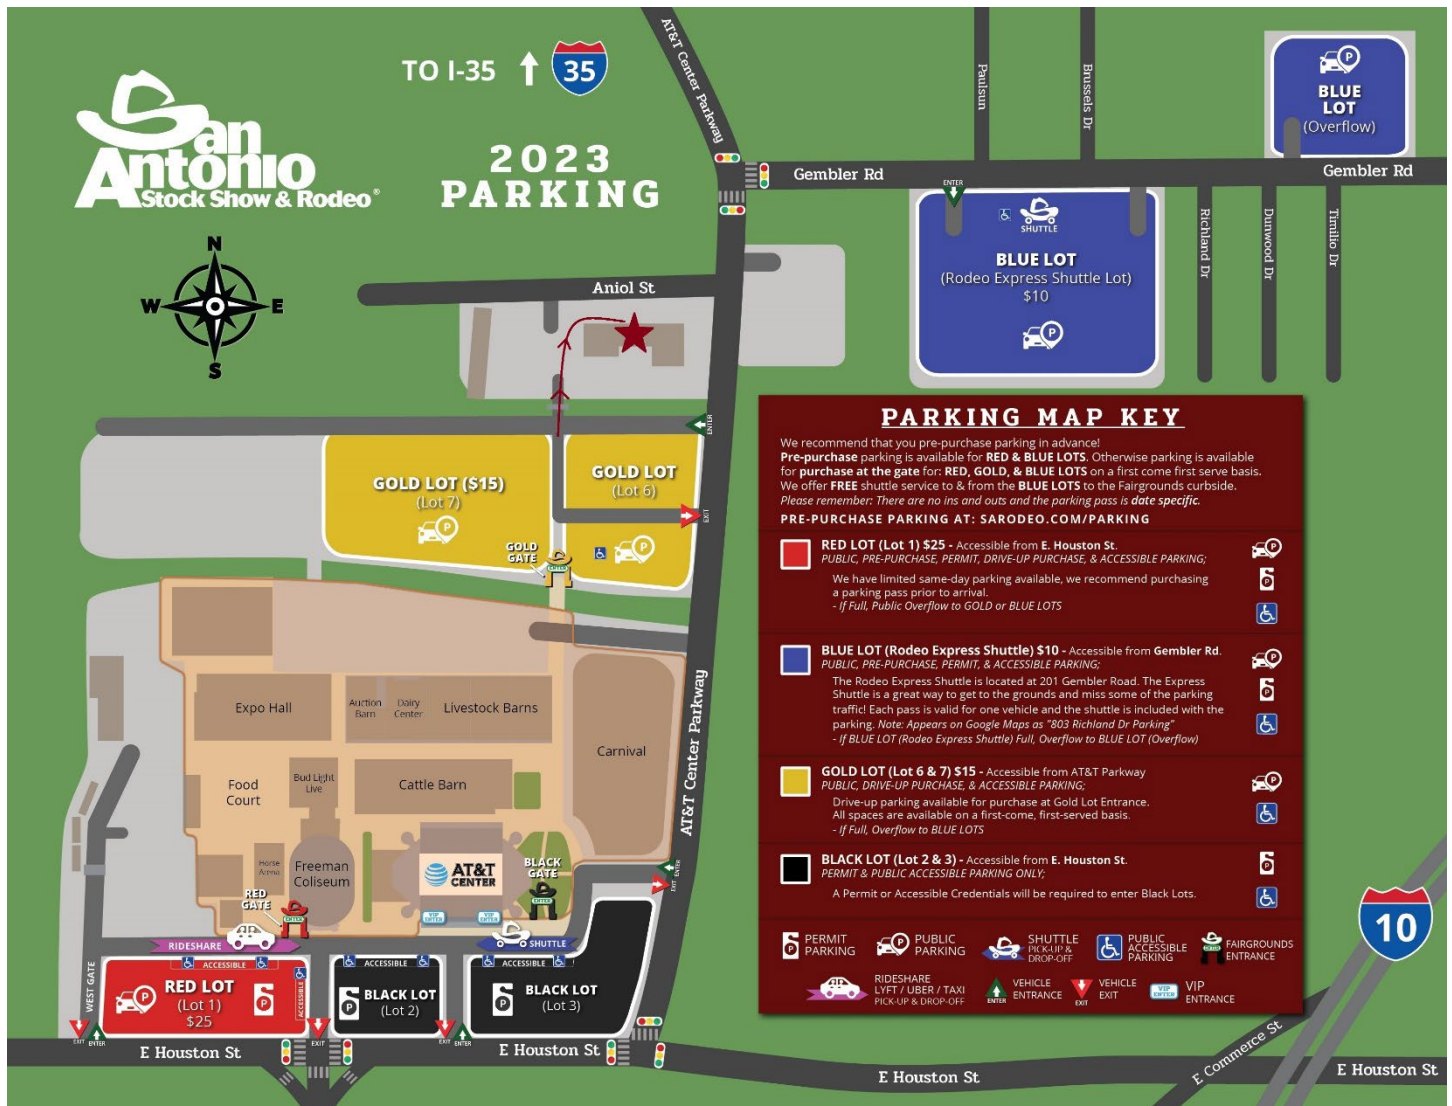 TO I-35
35
San
Antonio
Stock Show & Rodeo®
2023
PARKING
N
W E
S
AT&T Center Parkway
Paulsun
Brussels Dr
BLUE
LOT
(Overflow)
Gembler Rd
Gembler Rd
ENTER
SHUTTLE
BLUE LOT
(Rodeo Express Shuttle Lot)
$10
Richland Dr
Dunwood Dr
Timilio Dr
Aniol St
ENTER
GOLD LOT ($15)
(Lot 7)
GOLD LOT
(Lot 6)
EXIT
GOLD
GATE
ENTER
Expo Hall
Auction
Barn
Dairy
Center
Livestock Barns
Carnival
Food
Court
Bud Light
Live
Cattle Barn
AT&T Center Parkway
Horse
Arena
Freeman
Coliseum
AT&T
CENTER
BLACK
GATE
ENTER
ENTER
EXIT
RED
GATE
ENTER
VIP
ENTER
VIP
ENTER
RIDESHARE
SHUTTLE
WEST GATE
ACCESSIBLE
ACCESSIBLE
ACCESSIBLE
ACCESSIBLE
RED LOT
(Lot 1)
$25
BLACK LOT
(Lot 2)
BLACK LOT
(Lot 3)
EXIT
ENTER
EXIT
EXIT
ENTER
E Houston St
E Houston St
E Houston St
E Commerce St
E Houston St
10
PARKING MAP KEY
We recommend that you pre-purchase parking in advance!
Pre-purchase parking is available for RED & BLUE LOTS. Otherwise parking is available
for purchase at the gate for: RED, GOLD, & BLUE LOTS on a first come first serve basis.
We offer FREE shuttle service to & from the BLUE LOTS to the Fairgrounds curbside.
Please remember: There are no ins and outs and the parking pass is date specific.
PRE-PURCHASE PARKING AT: SARODEO.COM/PARKING
RED LOT (Lot 1) $25 - Accessible from E. Houston St.
PUBLIC, PRE-PURCHASE, PERMIT, DRIVE-UP PURCHASE, & ACCESSIBLE PARKING;
We have limited same-day parking available, we recommend purchasing
a parking pass prior to arrival.
- If Full, Public Overflow to GOLD or BLUE LOTS
BLUE LOT (Rodeo Express Shuttle) $10 - Accessible from Gembler Rd.
PUBLIC, PRE-PURCHASE, PERMIT, & ACCESSIBLE PARKING;
The Rodeo Express Shuttle is located at 201 Gembler Road. The Express
Shuttle is a great way to get to the grounds and miss some of the parking
traffic! Each pass is valid for one vehicle and the shuttle is included with the
parking. Note: Appears on Google Maps as "803 Richland Dr Parking"
- If BLUE LOT (Rodeo Express Shuttle) Full, Overflow to BLUE LOT (Overflow)
GOLD LOT (Lot 6 & 7) $15 - Accessible from AT&T Parkway
PUBLIC, DRIVE-UP PURCHASE, & ACCESSIBLE PARKING;
Drive-up parking available for purchase at Gold Lot Entrance.
All spaces are available on a first-come, first-served basis.
- If Full, Overflow to BLUE LOTS
BLACK LOT (Lot 2 & 3) - Accessible from E. Houston St.
PERMIT & PUBLIC ACCESSIBLE PARKING ONLY;
A Permit or Accessible Credentials will be required to enter Black Lots.
PERMIT
PARKING
PUBLIC
PARKING
SHUTTLE
PICK-UP &
DROP-OFF
PUBLIC
ACCESSIBLE
PARKING
FAIRGROUNDS
ENTRANCE
RIDESHARE
LYFT / UBER / TAXI
PICK-UP & DROP-OFF
ENTER
VEHICLE
ENTRANCE
EXIT
VEHICLE
EXIT
VIP
ENTER
VIP
ENTRANCE